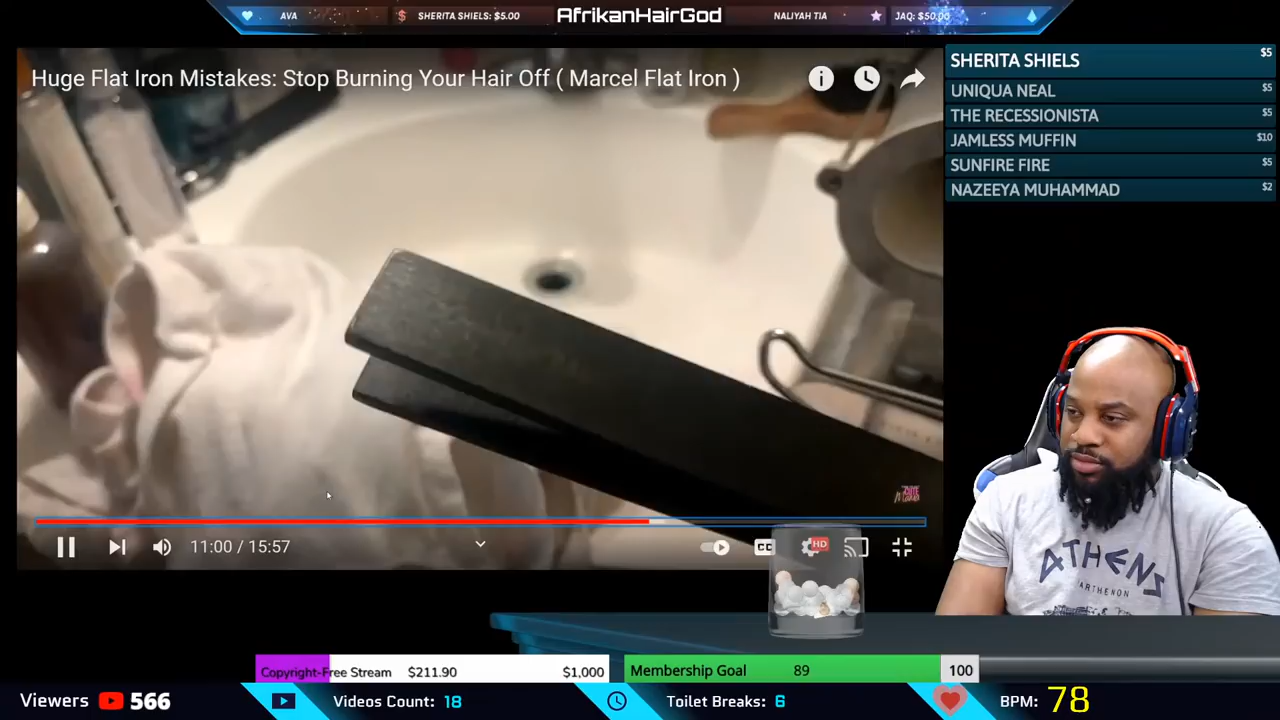 AVA
SHERITA SHIELS: $5.00
AfrikanHairGod
NALIYAH TIA
JAQ: $50.00
Huge Flat Iron Mistakes: Stop Burning Your Hair Off ( Marcel Flat Iron )
SHERITA SHIELS $5
UNIQUA NEAL $5
THE RECESSIONISTA $5
JAMLESS MUFFIN $10
SUNFIRE FIRE $5
NAZEEYA MUHAMMAD $2
11:00 / 15:57
CC
HD
ATHENS
PARTHENON
Copyright-Free Stream $211.90 $1,000
Membership Goal 89 100
Viewers 566
Videos Count: 18
Toilet Breaks: 6
BPM: 78